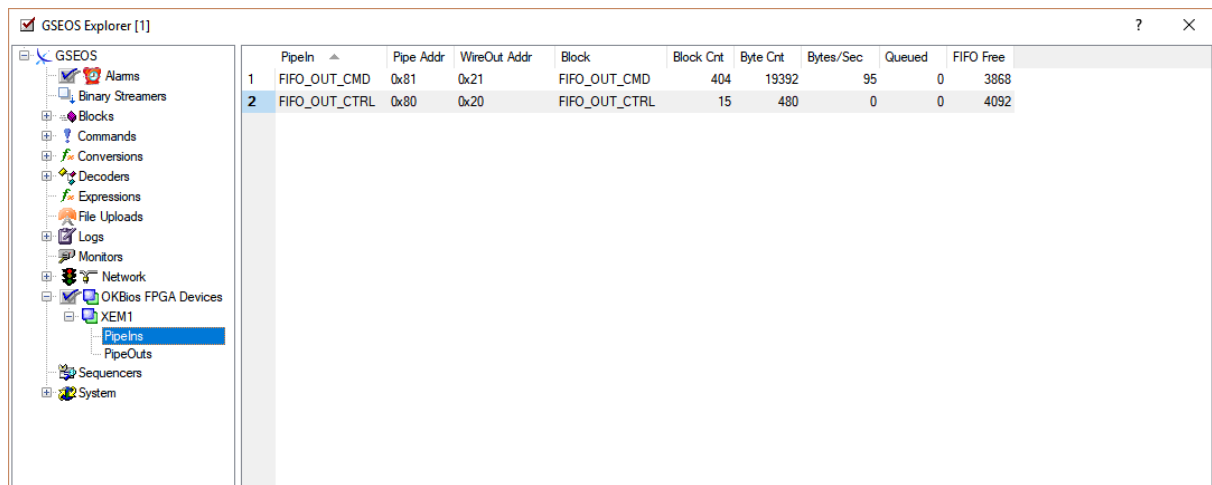 GSEOS Explorer [1]
? ×
GSEOS
Alarms
Binary Streamers
Blocks
Commands
Conversions
Decoders
Expressions
File Uploads
Logs
Monitors
Network
OKBios FPGA Devices
XEM1
PipeIns
PipeOuts
Sequencers
System
PipeIn Pipe Addr WireOut Addr Block Block Cnt Byte Cnt Bytes/Sec Queued FIFO Free
1 FIFO_OUT_CMD 0x81 0x21 FIFO_OUT_CMD 404 19392 95 0 3868
2 FIFO_OUT_CTRL 0x80 0x20 FIFO_OUT_CTRL 15 480 0 0 4092